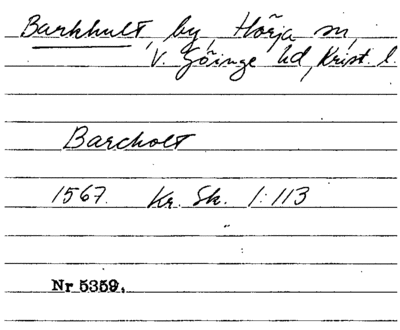 Barkhult, by, Hörja sn,
V. Göinge hd, Krist. l.
Barcholt
1567. Kr. Sk. 1:113
Nr 5359.